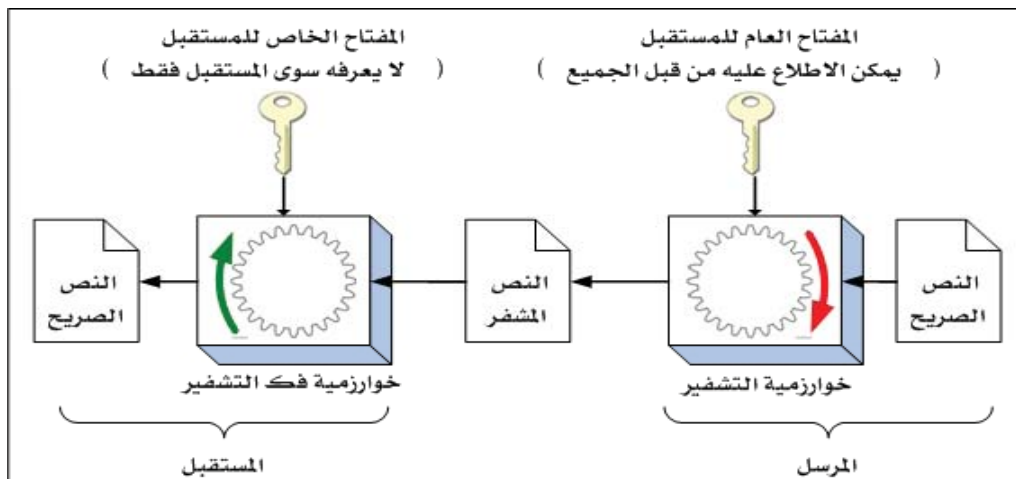 المفتاح العام للمستقبل
( يمكن الاطلاع عليه من قبل الجميع )
المفتاح الخاص للمستقبل
( لا يعرفه سوى المستقبل فقط )
النص
الصريح
النص
المشفر
النص
الصريح
خوارزمية التشفير
خوارزمية فك التشفير
المرسل
المستقبل